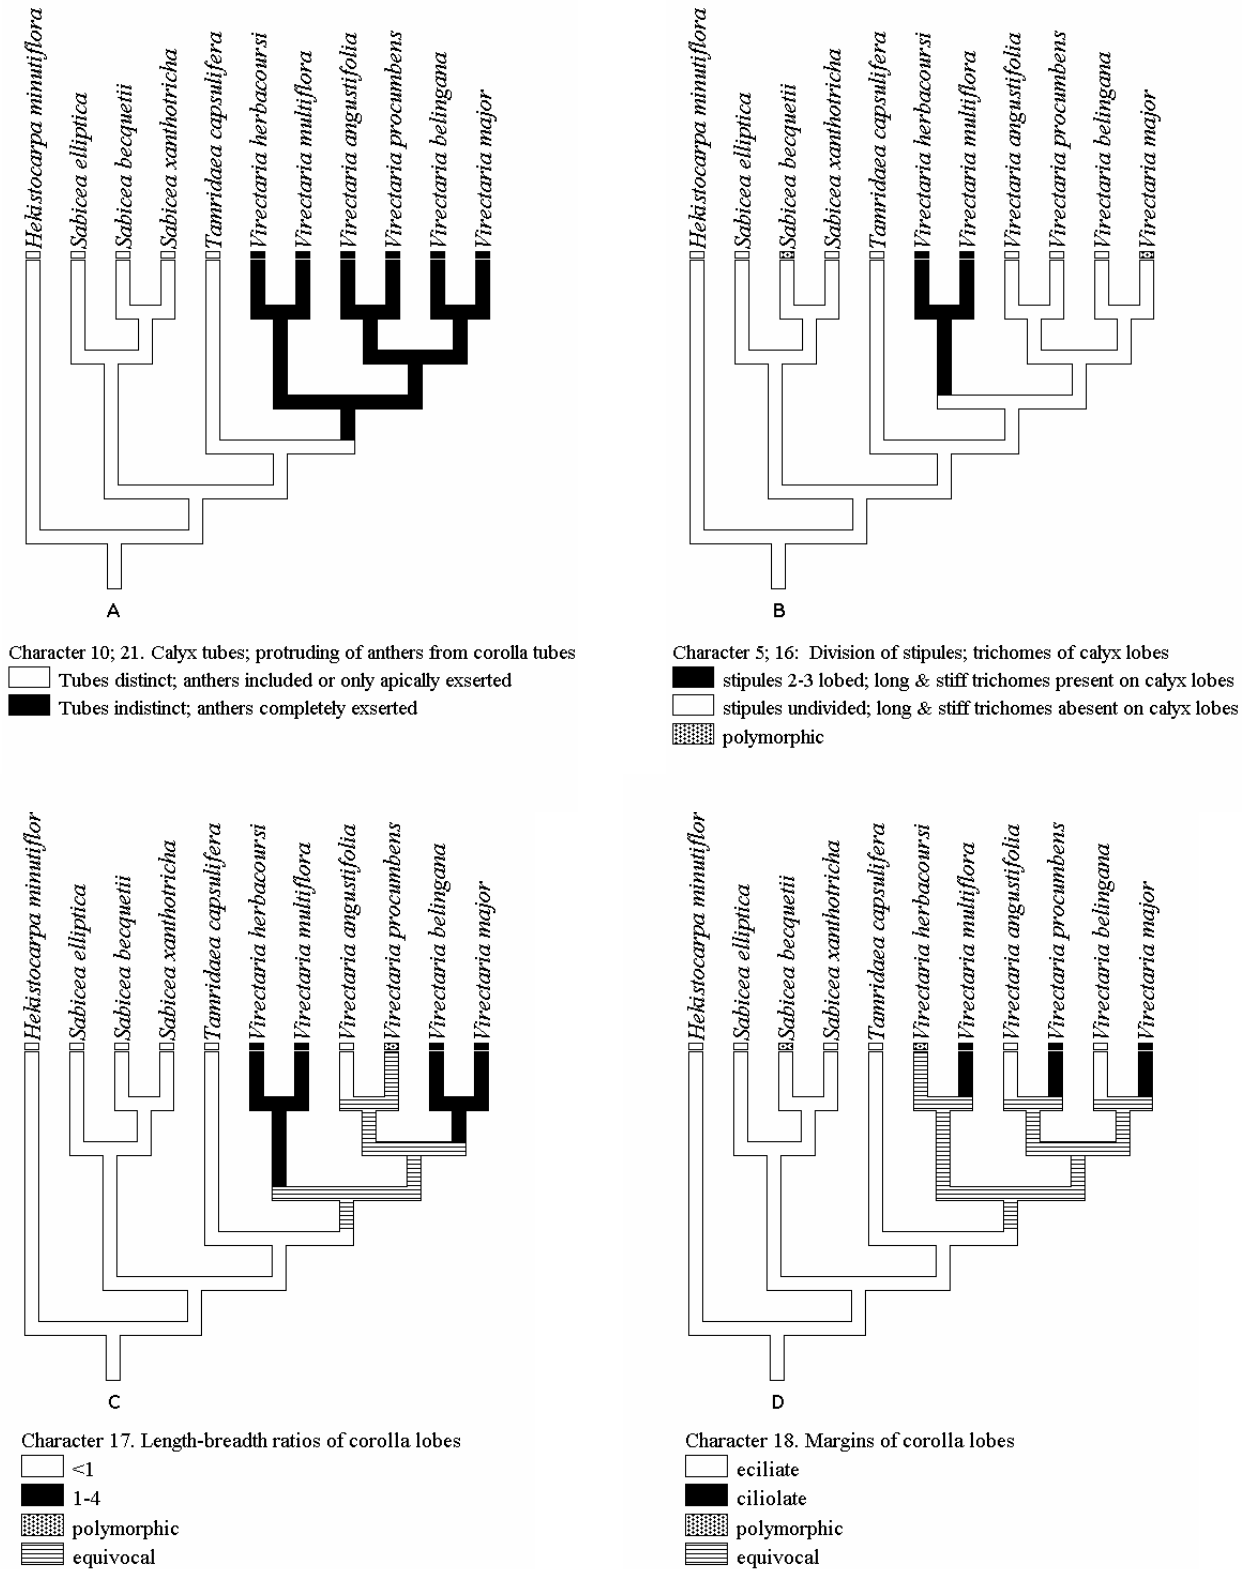 Hekistocarpa minutiflora
Sabicea elliptica
Sabicea becquetii
Sabicea xanthotricha
Tamridaea capsulifera
Virectaria herbacoursi
Virectaria multiflora
Virectaria angustifolia
Virectaria procumbens
Virectaria belingana
Virectaria major
A
Character 10; 21. Calyx tubes; protruding of anthers from corolla tubes
Tubes distinct; anthers included or only apically exserted
Tubes indistinct; anthers completely exserted
Hekistocarpa minutiflora
Sabicea elliptica
Sabicea becquetii
Sabicea xanthotricha
Tamridaea capsulifera
Virectaria herbacoursi
Virectaria multiflora
Virectaria angustifolia
Virectaria procumbens
Virectaria belingana
Virectaria major
B
Character 5; 16: Division of stipules; trichomes of calyx lobes
stipules 2-3 lobed; long & stiff trichomes present on calyx lobes
stipules undivided; long & stiff trichomes abesent on calyx lobes
polymorphic
Hekistocarpa minutiflor
Sabicea elliptica
Sabicea becquetii
Sabicea xanthotricha
Tamridaea capsulifera
Virectaria herbacoursi
Virectaria multiflora
Virectaria angustifolia
Virectaria procumbens
Virectaria belingana
Virectaria major
C
Character 17. Length-breadth ratios of corolla lobes
<1
1-4
polymorphic
equivocal
Hekistocarpa minutiflor
Sabicea elliptica
Sabicea becquetii
Sabicea xanthotricha
Tamridaea capsulifera
Virectaria herbacoursi
Virectaria multiflora
Virectaria angustifolia
Virectaria procumbens
Virectaria belingana
Virectaria major
D
Character 18. Margins of corolla lobes
eciliate
ciliolate
polymorphic
equivocal